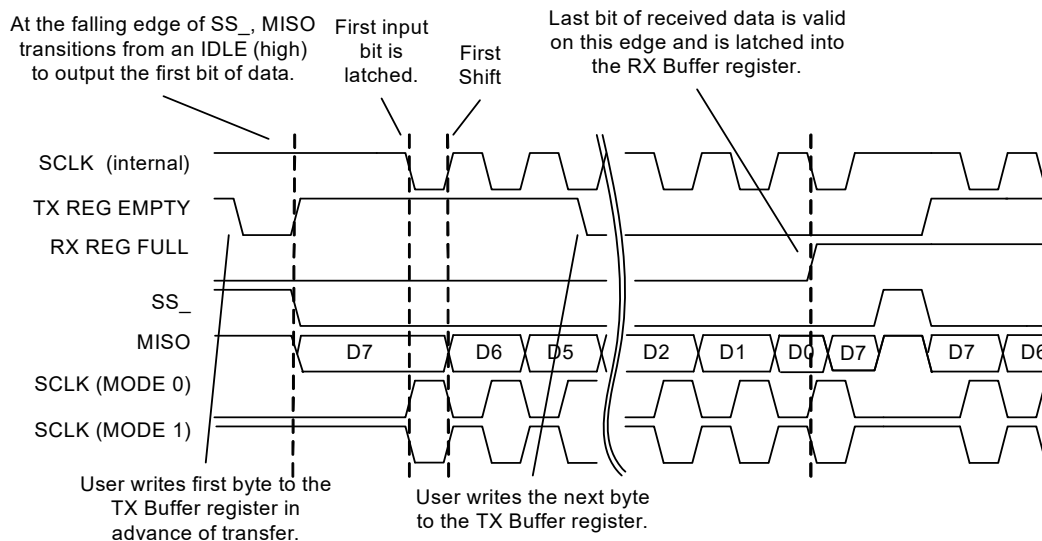 At the falling edge of SS_, MISO
transitions from an IDLE (high)
to output the first bit of data.
First input
bit is
latched.
First
Shift
Last bit of received data is valid
on this edge and is latched into
the RX Buffer register.
SCLK (internal)
TX REG EMPTY
RX REG FULL
SS_
MISO
D7
D6
D5
D2
D1
D0
D7
D7
D6
SCLK (MODE 0)
SCLK (MODE 1)
User writes first byte to the
TX Buffer register in
advance of transfer.
User writes the next byte
to the TX Buffer register.